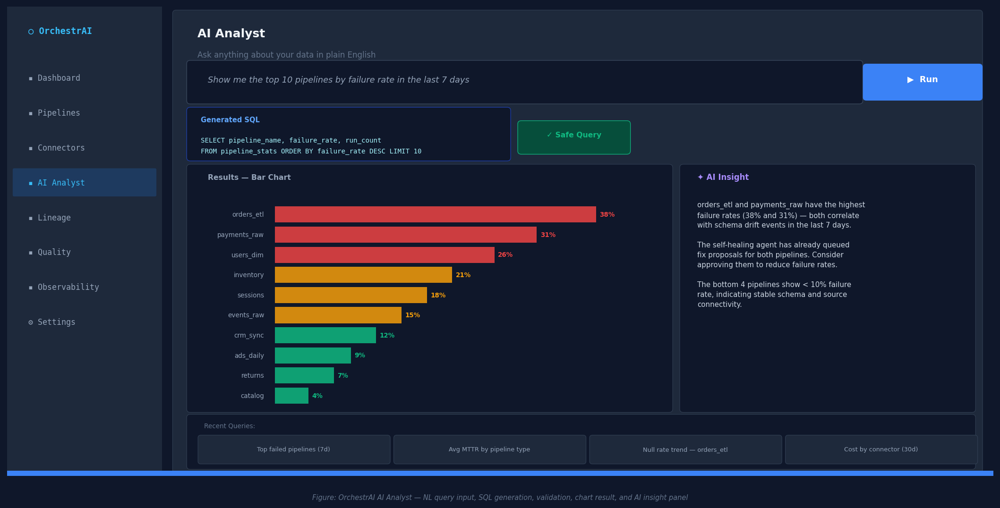 ○ OrchestrAI
▪ Dashboard
▪ Pipelines
▪ Connectors
▪ AI Analyst
▪ Lineage
▪ Quality
▪ Observability
⚙ Settings
AI Analyst
Ask anything about your data in plain English
Show me the top 10 pipelines by failure rate in the last 7 days
▶ Run
Generated SQL
SELECT pipeline_name, failure_rate, run_count
FROM pipeline_stats ORDER BY failure_rate DESC LIMIT 10
✓ Safe Query
Results — Bar Chart
orders_etl 38%
payments_raw 31%
users_dim 26%
inventory 21%
sessions 18%
events_raw 15%
crm_sync 12%
ads_daily 9%
returns 7%
catalog 4%
✦ AI Insight
orders_etl and payments_raw have the highest
failure rates (38% and 31%) — both correlate
with schema drift events in the last 7 days.
The self-healing agent has already queued
fix proposals for both pipelines. Consider
approving them to reduce failure rates.
The bottom 4 pipelines show < 10% failure
rate, indicating stable schema and source
connectivity.
Recent Queries:
Top failed pipelines (7d)
Avg MTTR by pipeline type
Null rate trend — orders_etl
Cost by connector (30d)
Figure: OrchestrAI AI Analyst — NL query input, SQL generation, validation, chart result, and AI insight panel